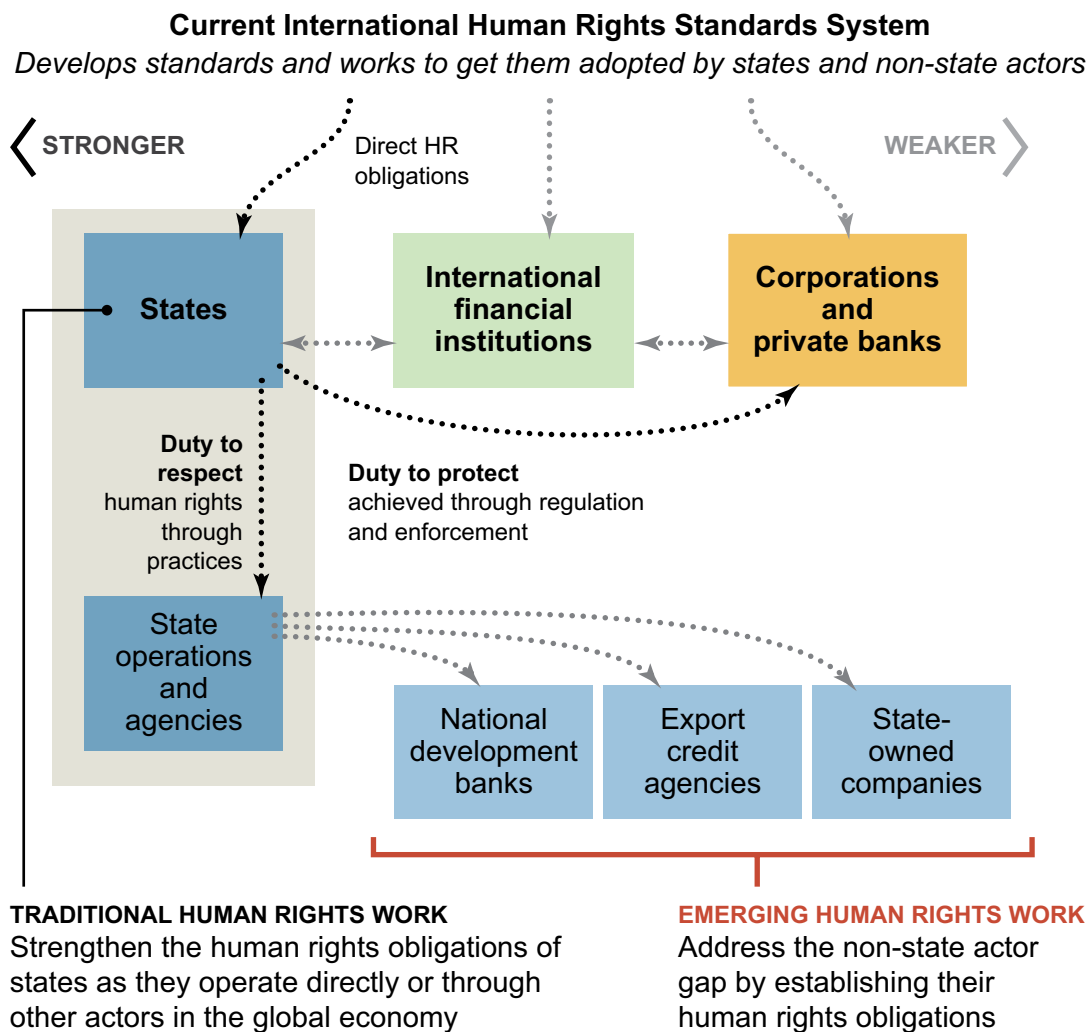 Current International Human Rights Standards System
Develops standards and works to get them adopted by states and non-state actors
STRONGER
Direct HR
obligations
WEAKER
States
International
financial
institutions
Corporations
and
private banks
Duty to
respect
human rights
through
practices
Duty to protect
achieved through regulation
and enforcement
State
operations
and
agencies
National
development
banks
Export
credit
agencies
State-
owned
companies
TRADITIONAL HUMAN RIGHTS WORK
Strengthen the human rights obligations of
states as they operate directly or through
other actors in the global economy
EMERGING HUMAN RIGHTS WORK
Address the non-state actor
gap by establishing their
human rights obligations